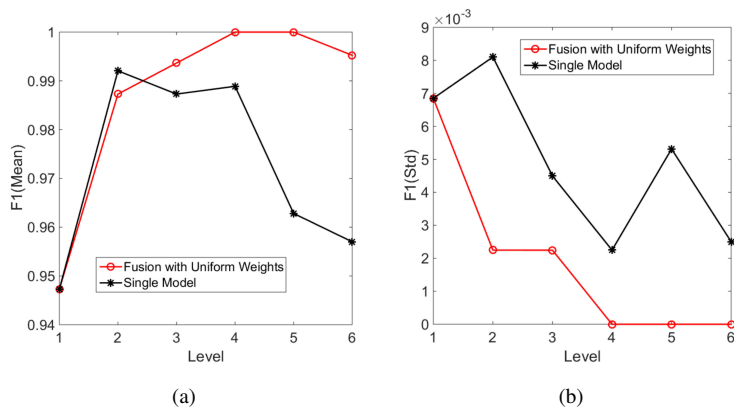 1
0.99
0.98
0.97
0.96
0.95
0.94
F1(Mean)
1 2 3 4 5 6
Level
Fusion with Uniform Weights
Single Model
(a)
×10-3
9
8
7
6
5
4
3
2
1
0
F1(Std)
1 2 3 4 5 6
Level
Fusion with Uniform Weights
Single Model
(b)